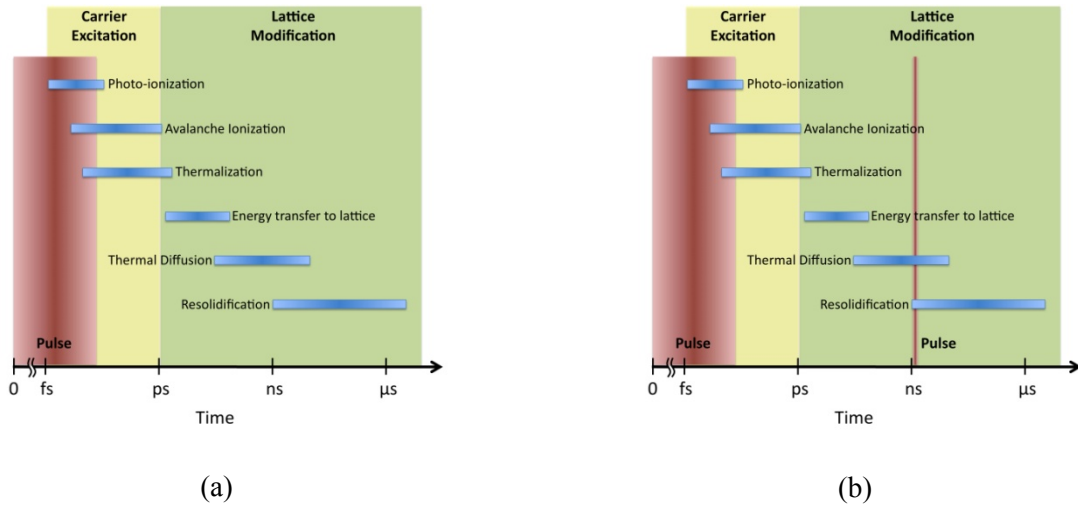 Carrier
Excitation
Lattice
Modification
Photo-ionization
Avalanche Ionization
Thermalization
Energy transfer to lattice
Thermal Diffusion
Resolidification
Pulse
0 fs ps ns μs
Time
(a)
Carrier
Excitation
Lattice
Modification
Photo-ionization
Avalanche Ionization
Thermalization
Energy transfer to lattice
Thermal Diffusion
Resolidification
Pulse Pulse
0 fs ps ns μs
Time
(b)